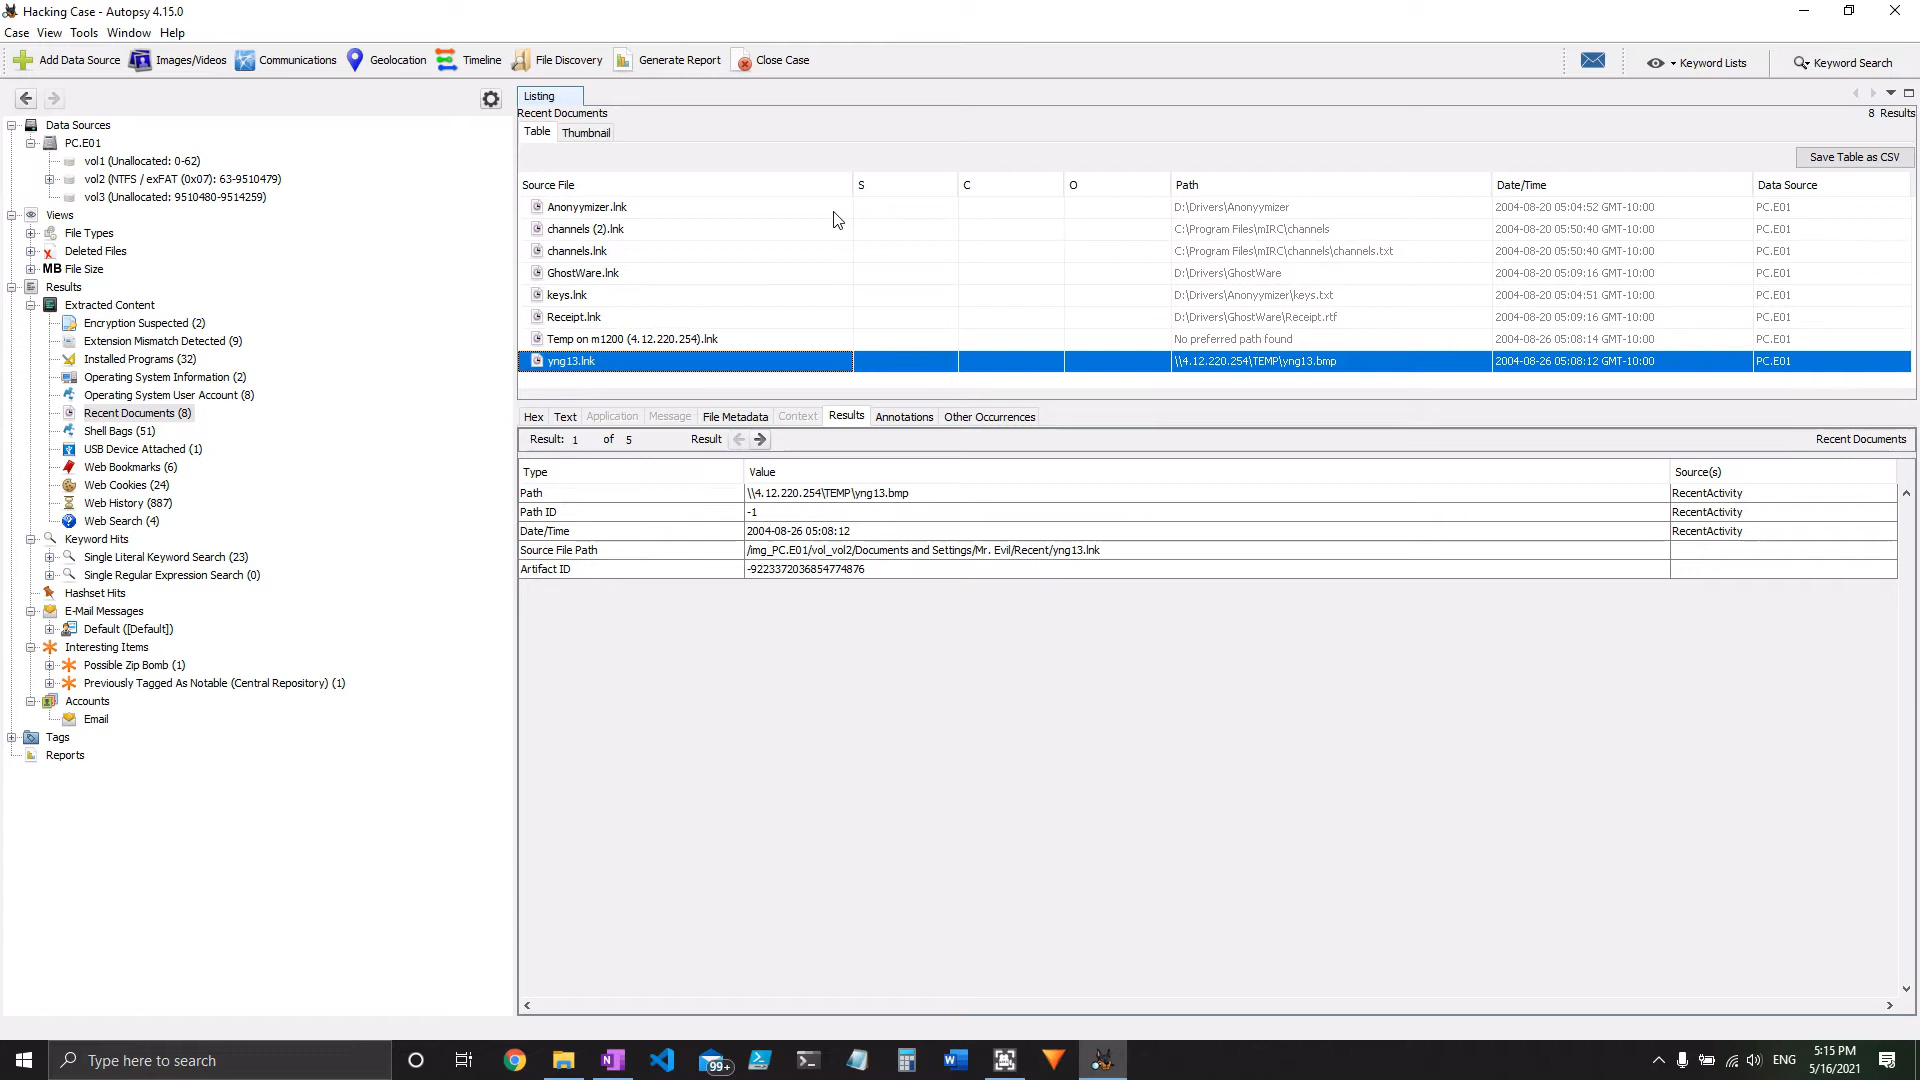 Hacking Case - Autopsy 4.15.0
Case View Tools Window Help
Add Data Source Images/Videos Communications Geolocation Timeline File Discovery Generate Report Close Case Keyword Lists Keyword Search
Listing
Recent Documents 8 Results
Table Thumbnail
Save Table as CSV
Source File S C O Path Date/Time Data Source
Anonyymizer.lnk D:\Drivers\Anonyymizer 2004-08-20 05:04:52 GMT-10:00 PC.E01
channels (2).lnk C:\Program Files\mIRC\channels 2004-08-20 05:50:40 GMT-10:00 PC.E01
channels.lnk C:\Program Files\mIRC\channels\channels.txt 2004-08-20 05:50:40 GMT-10:00 PC.E01
GhostWare.lnk D:\Drivers\GhostWare 2004-08-20 05:09:16 GMT-10:00 PC.E01
keys.lnk D:\Drivers\Anonyymizer\keys.txt 2004-08-20 05:04:51 GMT-10:00 PC.E01
Receipt.lnk D:\Drivers\GhostWare\Receipt.rtf 2004-08-20 05:09:16 GMT-10:00 PC.E01
Temp on m1200 (4.12.220.254).lnk No preferred path found 2004-08-26 05:08:14 GMT-10:00 PC.E01
yng13.lnk \\4.12.220.254\TEMP\yng13.bmp 2004-08-26 05:08:12 GMT-10:00 PC.E01
Hex Text Application Message File Metadata Context Results Annotations Other Occurrences
Result: 1 of 5 Result Recent Documents
Type Value Source(s)
Path \\4.12.220.254\TEMP\yng13.bmp RecentActivity
Path ID -1 RecentActivity
Date/Time 2004-08-26 05:08:12 RecentActivity
Source File Path /img_PC.E01/vol_vol2/Documents and Settings/Mr. Evil/Recent/yng13.lnk
Artifact ID -9223372036854774876
Data Sources
PC.E01
vol1 (Unallocated: 0-62)
vol2 (NTFS / exFAT (0x07): 63-9510479)
vol3 (Unallocated: 9510480-9514259)
Views
File Types
Deleted Files
MB File Size
Results
Extracted Content
Encryption Suspected (2)
Extension Mismatch Detected (9)
Installed Programs (32)
Operating System Information (2)
Operating System User Account (8)
Recent Documents (8)
Shell Bags (51)
USB Device Attached (1)
Web Bookmarks (6)
Web Cookies (24)
Web History (887)
Web Search (4)
Keyword Hits
Single Literal Keyword Search (23)
Single Regular Expression Search (0)
Hashset Hits
E-Mail Messages
Default ([Default])
Interesting Items
Possible Zip Bomb (1)
Previously Tagged As Notable (Central Repository) (1)
Accounts
Email
Tags
Reports
Type here to search
99+
ENG
5:15 PM
5/16/2021